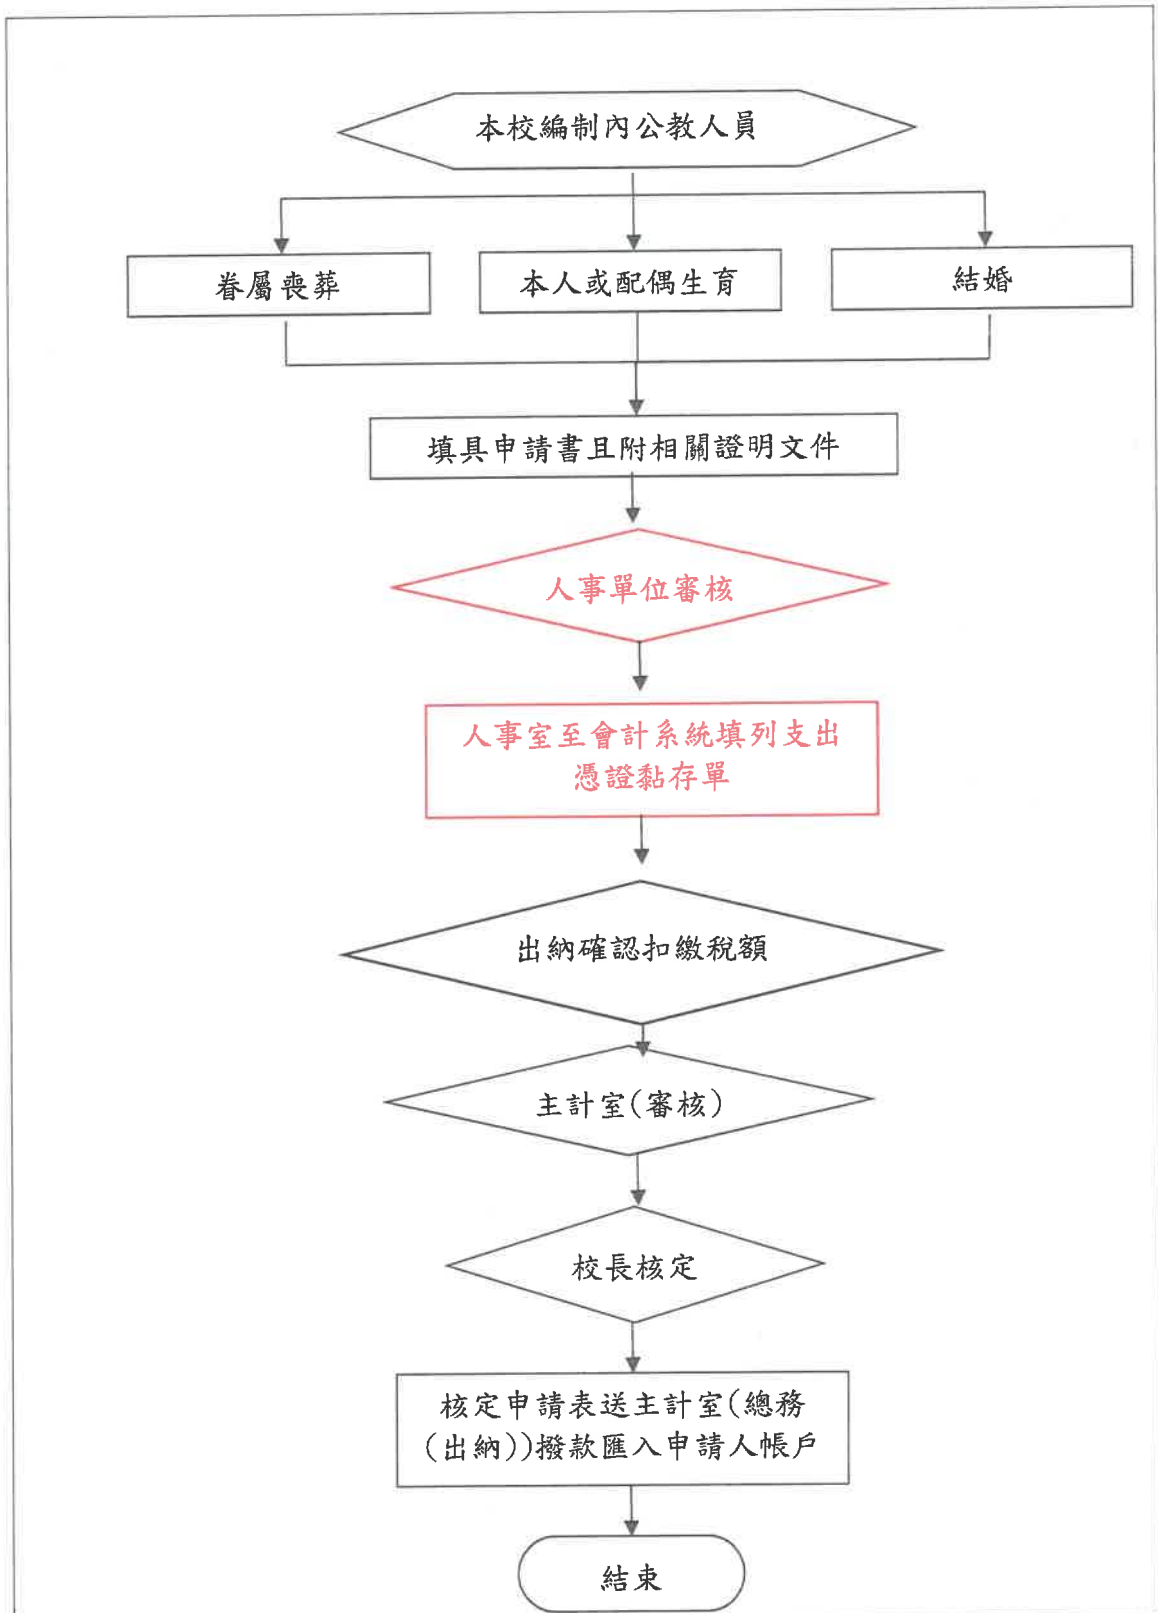 本校編制內公教人員
眷屬喪葬
本人或配偶生育
結婚
填具申請書且附相關證明文件
人事單位審核
人事室至會計系統填列支出
憑證黏存單
出納確認扣繳稅額
主計室(審核)
校長核定
核定申請表送主計室(總務
(出納))撥款匯入申請人帳戶
結束